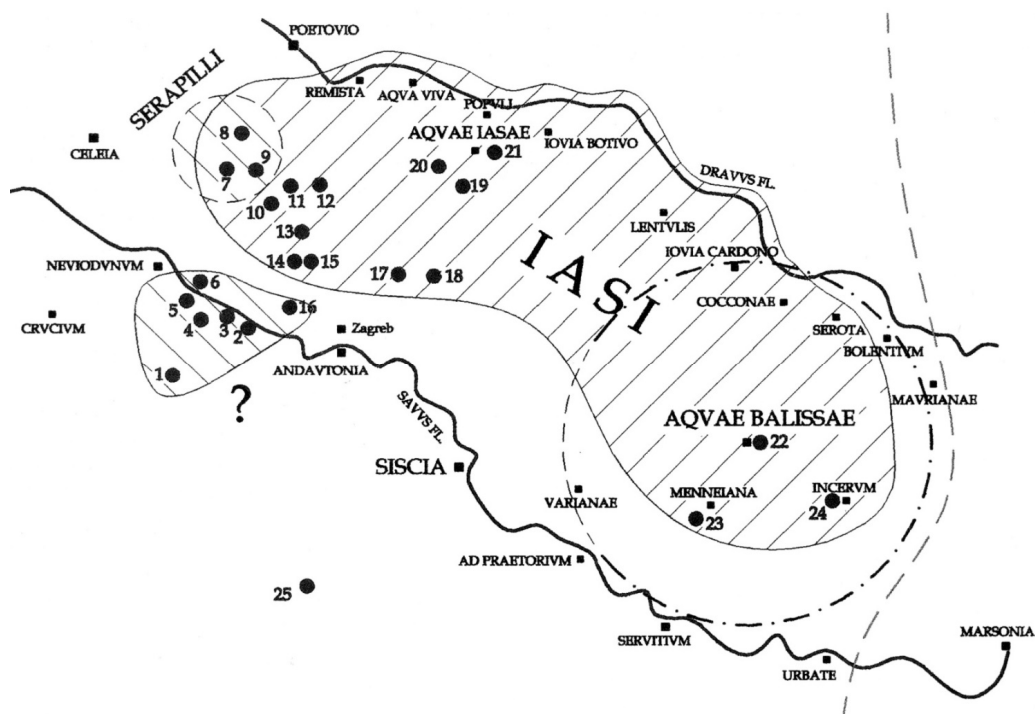 POETOVIO
SERAPILLI
REMISTA
AQVA VIVA
POPVLI
AQVAE IASAE
IOVIA BOTIVO
CELEIA
8
7
9
20
21
19
10
11
12
DRAVVS FL.
LENTVLIS
13
IOVIA CARDONO
NEVIODVNVM
14
15
17
18
IASI
COCCONAE
6
5
16
SEROTA
CRVCIVM
4
3
2
Zagreb
BOLENTIVM
ANDAVTONIA
1
?
MAVRIANAE
SAVVS FL.
AQVAE BALISSAE
22
SISCIA
VARIANAE
MENNEIANA
23
INCERVM
24
AD PRAETORIVM
25
SERVITIVM
MARSONIA
URBATE